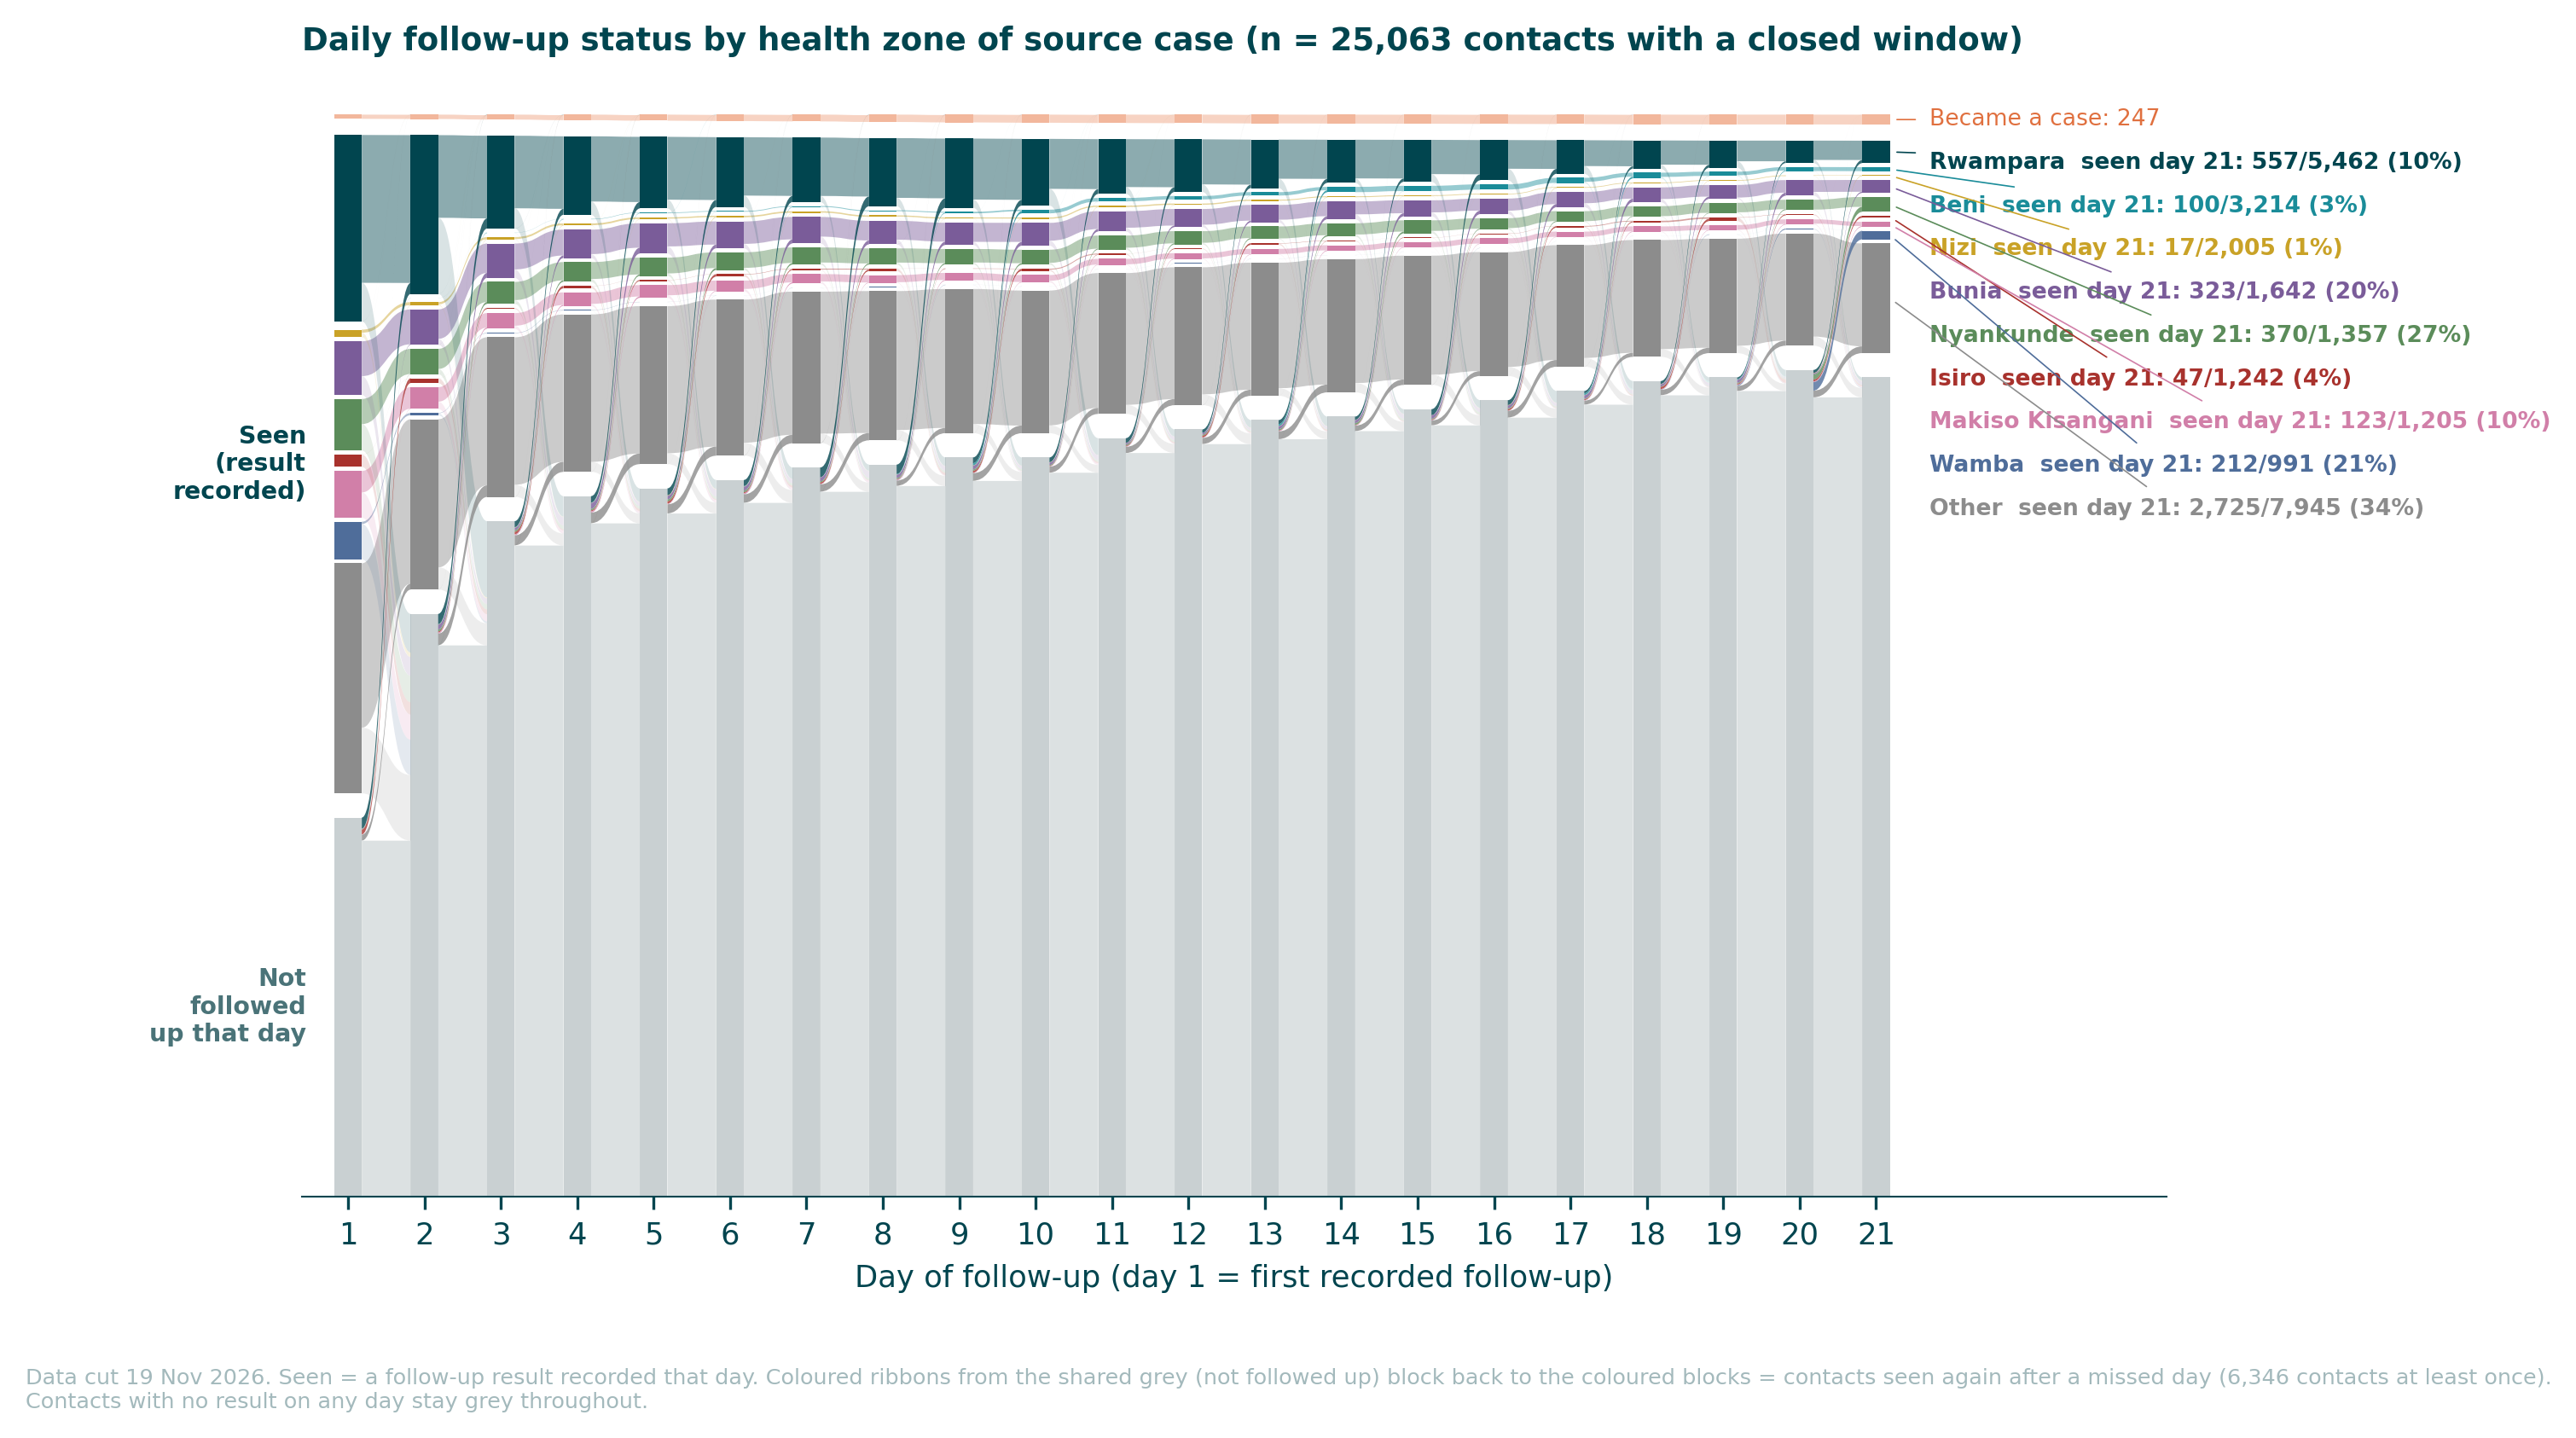 Daily follow-up status by health zone of source case (n = 25,063 contacts with a closed window)
Became a case: 247
Rwampara  seen day 21: 557/5,462 (10%)
Beni  seen day 21: 100/3,214 (3%)
Nizi  seen day 21: 17/2,005 (1%)
Bunia  seen day 21: 323/1,642 (20%)
Nyankunde  seen day 21: 370/1,357 (27%)
Isiro  seen day 21: 47/1,242 (4%)
Makiso Kisangani  seen day 21: 123/1,205 (10%)
Wamba  seen day 21: 212/991 (21%)
Other  seen day 21: 2,725/7,945 (34%)
Seen
(result
recorded)
Not
followed
up that day
1 2 3 4 5 6 7 8 9 10 11 12 13 14 15 16 17 18 19 20 21
Day of follow-up (day 1 = first recorded follow-up)
Data cut 19 Nov 2026. Seen = a follow-up result recorded that day. Coloured ribbons from the shared grey (not followed up) block back to the coloured blocks = contacts seen again after a missed day (6,346 contacts at least once).
Contacts with no result on any day stay grey throughout.